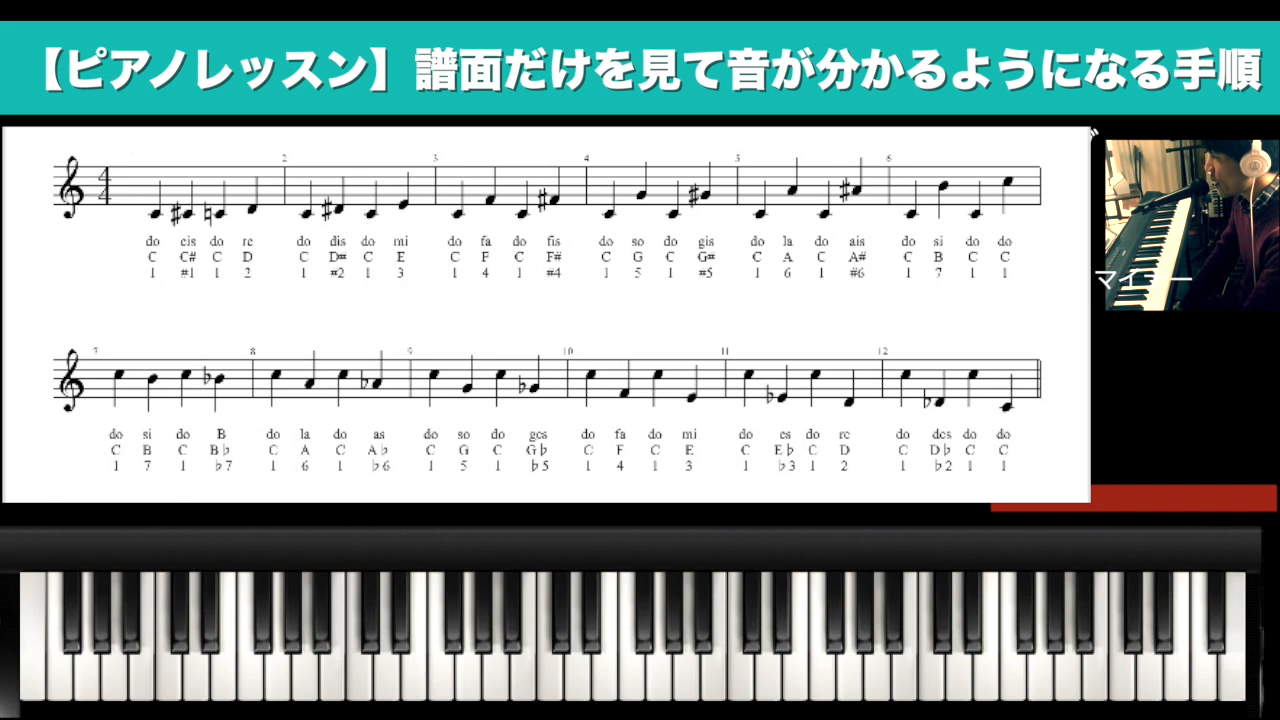 【ピアノレッスン】譜面だけを見て音が分かるようになる手順
マイナー
2 3 4 5 6
4
4
do cis do re do dis do mi do fa do fis do so do gis do la do ais do si do do
C C# C D C D# C E C F C F# C G C G# C A C A# C B C C
1 #1 1 2 1 #2 1 3 1 4 1 #4 1 5 1 #5 1 6 1 #6 1 7 1 1
7 8 9 10 11 12
do si do B do la do as do so do ges do fa do mi do es do re do des do do
C B C B♭ C A C A♭ C G C G♭ C F C E C E♭ C D C D♭ C C
1 7 1 ♭7 1 6 1 ♭6 1 5 1 ♭5 1 4 1 3 1 ♭3 1 2 1 ♭2 1 1